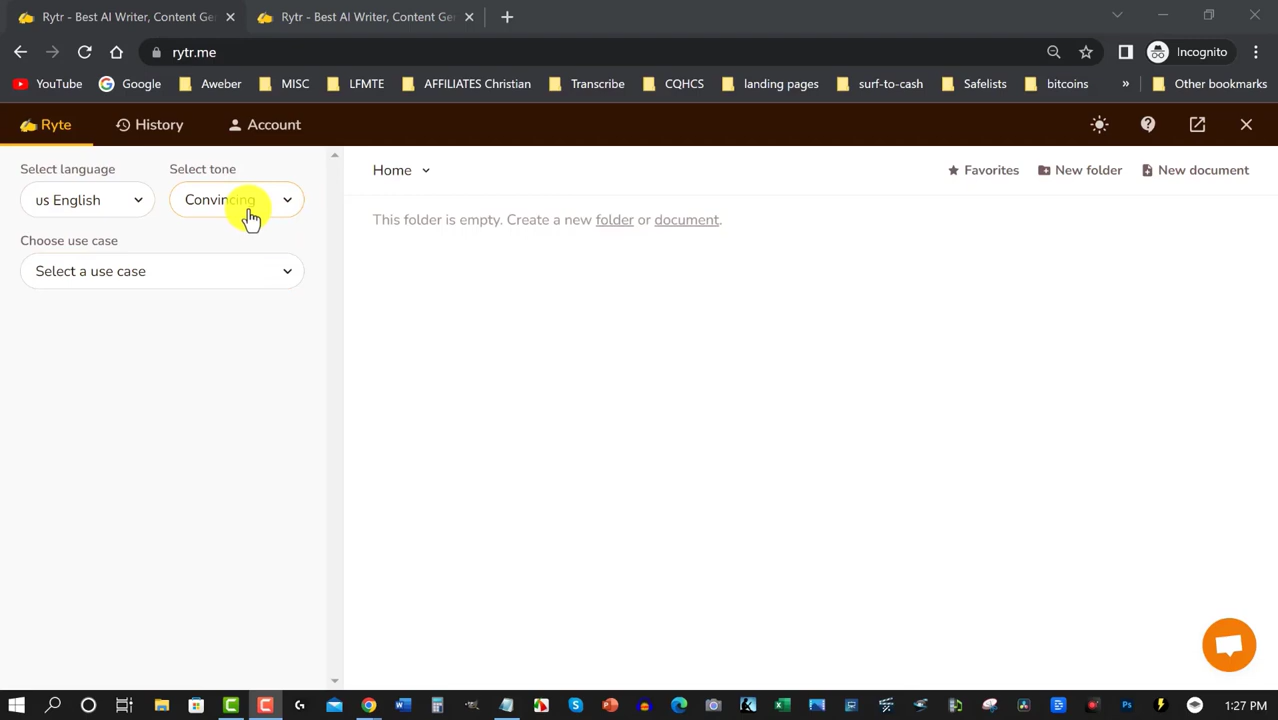 Rytr - Best AI Writer, Content Ge
Rytr - Best AI Writer, Content Ge
rytr.me
Incognito
YouTube
Google
Aweber
MISC
LFMTE
AFFILIATES Christian
Transcribe
CQHCS
landing pages
surf-to-cash
Safelists
bitcoins
»
Other bookmarks
Ryte
History
Account
Select language
Select tone
Home
Favorites
New folder
New document
us English
Convincing
This folder is empty. Create a new folder or document.
Choose use case
Select a use case
1:27 PM